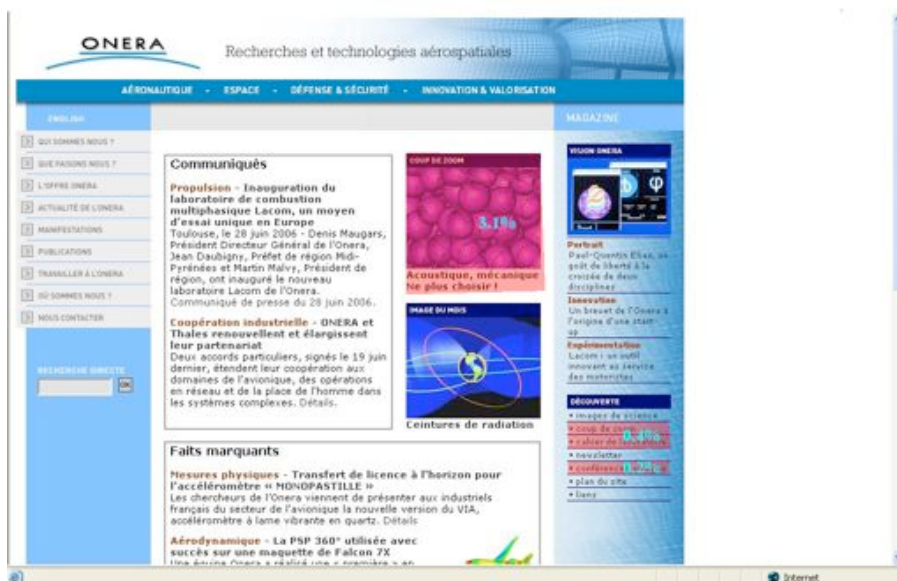 ONERA
Recherches et technologies aérospatiales
AÉRONAUTIQUE - ESPACE - DÉFENSE & SÉCURITÉ - INNOVATION & VALORISATION
ENGLISH
QUI SOMMES NOUS ?
QUE FAISONS NOUS ?
L'OFFRE ONERA
ACTUALITÉ DE L'ONERA
MANIFESTATIONS
PUBLICATIONS
TRAVAILLER A L'ONERA
OÙ SOMMES NOUS ?
NOUS CONTACTER
RECHERCHE DIRECTE
OK
Communiqués
Propulsion - Inauguration du
laboratoire de combustion
multiphasique Lacom, un moyen
d'essai unique en Europe
Toulouse, le 28 juin 2006 - Denis Maugars,
Président Directeur Général de l'Onera,
Jean Daubigny, Préfet de région Midi-
Pyrénées et Martin Malvy, Président de
région, ont inauguré le nouveau
laboratoire Lacom de l'Onera.
Communiqué de presse du 28 juin 2006.
Coopération industrielle - ONERA et
Thales renouvellent et élargissent
leur partenariat
Deux accords particuliers, signés le 19 juin
dernier, étendent leur coopération aux
domaines de l'avionique, des opérations
en réseau et de la place de l'homme dans
les systèmes complexes. Détails.
COUP DE ZOOM
3.1%
Acoustique, mécanique
Ne plus choisir !
IMAGE DU MOIS
Ceintures de radiation
Faits marquants
Mesures physiques - Transfert de licence à l'horizon pour
l'accéléromètre « MONOPASTILLE »
Les chercheurs de l'Onera viennent de présenter aux industriels
français du secteur de l'avionique la nouvelle version du VIA,
accéléromètre à lame vibrante en quartz. Détails
Aérodynamique - La PSP 360° utilisée avec
succès sur une maquette de Falcon 7X
Une équipe Onera a réalisé une « première » en
MAGAZINE
VISION ONERA
Portrait
Paul-Quentin Elias, un
goût de liberté à la
croisée de deux
disciplines
Innovation
Un brevet de l'Onera à
l'origine d'une start-
up
Expérimentation
Lacom : un outil
innovant au service
des motoristes
DÉCOUVERTE
images de science
coup de zoom
cahier de
newsletter
plan du site
liens
Internet